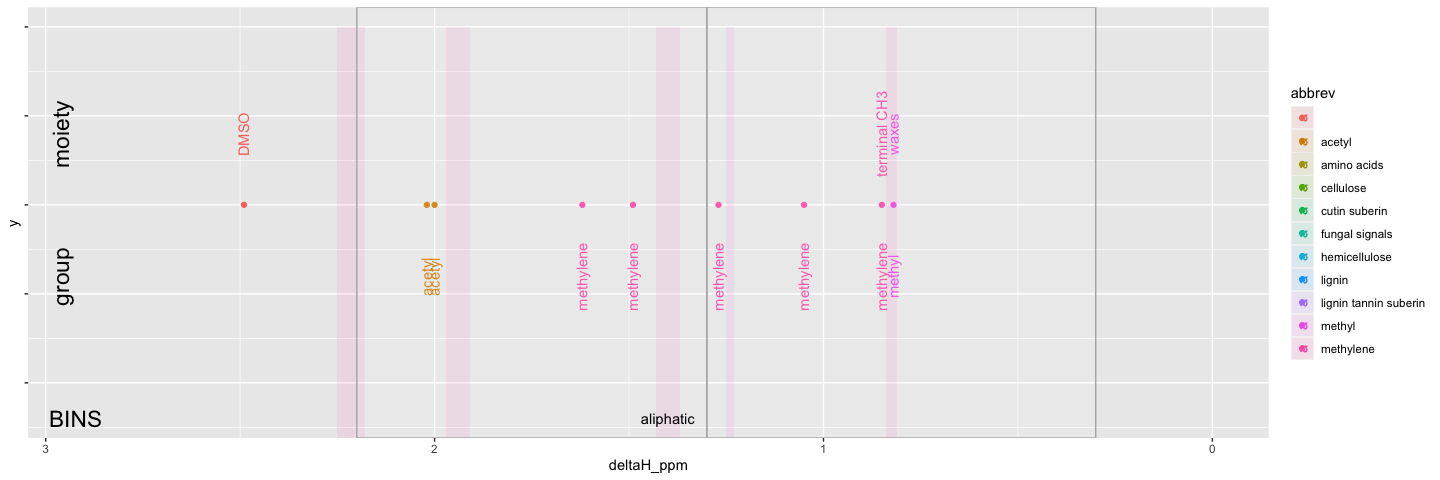 moiety
DMSO
terminal CH3
waxes
y
group
acetyl
acetyl
methylene
methylene
methylene
methylene
methylene
methyl
BINS
aliphatic
3
2
1
0
deltaH_ppm
abbrev
acetyl
amino acids
cellulose
cutin suberin
fungal signals
hemicellulose
lignin
lignin tannin suberin
methyl
methylene